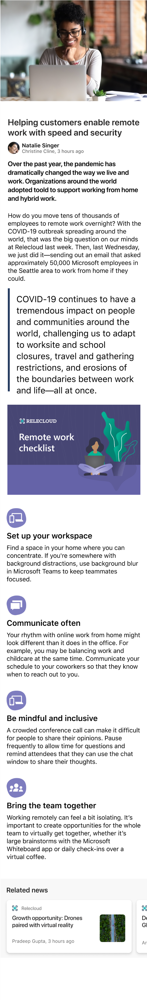 Helping customers enable remote
work with speed and security
Natalie Singer
Christine Cline, 3 hours ago
Over the past year, the pandemic has
dramatically changed the way we live and
work. Organizations around the world
adopted toold to support working from home
and hybrid work.
How do you move tens of thousands of
employees to remote work overnight? With the
COVID-19 outbreak spreading around the
world, that was the big question on our minds
at Relecloud last week. Then, last Wednesday,
we just did it—sending out an email that asked
approximately 50,000 Microsoft employees in
the Seattle area to work from home if they
could.
COVID-19 continues to have a
tremendous impact on people
and communities around the
world, challenging us to adapt
to worksite and school
closures, travel and gathering
restrictions, and erosions of
the boundaries between work
and life—all at once.
RELECLOUD
Remote work
checklist
Set up your workspace
Find a space in your home where you can
concentrate. If you're somewhere with
background distractions, use background blur
in Microsoft Teams to keep teammates
focused.
Communicate often
Your rhythm with online work from home might
look different than it does in the office. For
example, you may be balancing work and
childcare at the same time. Communicate your
schedule to your coworkers so that they know
when to reach out to you.
Be mindful and inclusive
A crowded conference call can make it difficult
for people to share their opinions. Pause
frequently to allow time for questions and
remind attendees that they can use the chat
window to share their thoughts.
Bring the team together
Working remotely can feel a bit isolating. It’s
important to create opportunities for the whole
team to virtually get together, whether it’s
large brainstorms with the Microsoft
Whiteboard app or daily check-ins over a
virtual coffee.
Related news
Relecloud
Growth opportunity: Drones
paired with virtual reality
Pradeep Gupta, 3 hours ago